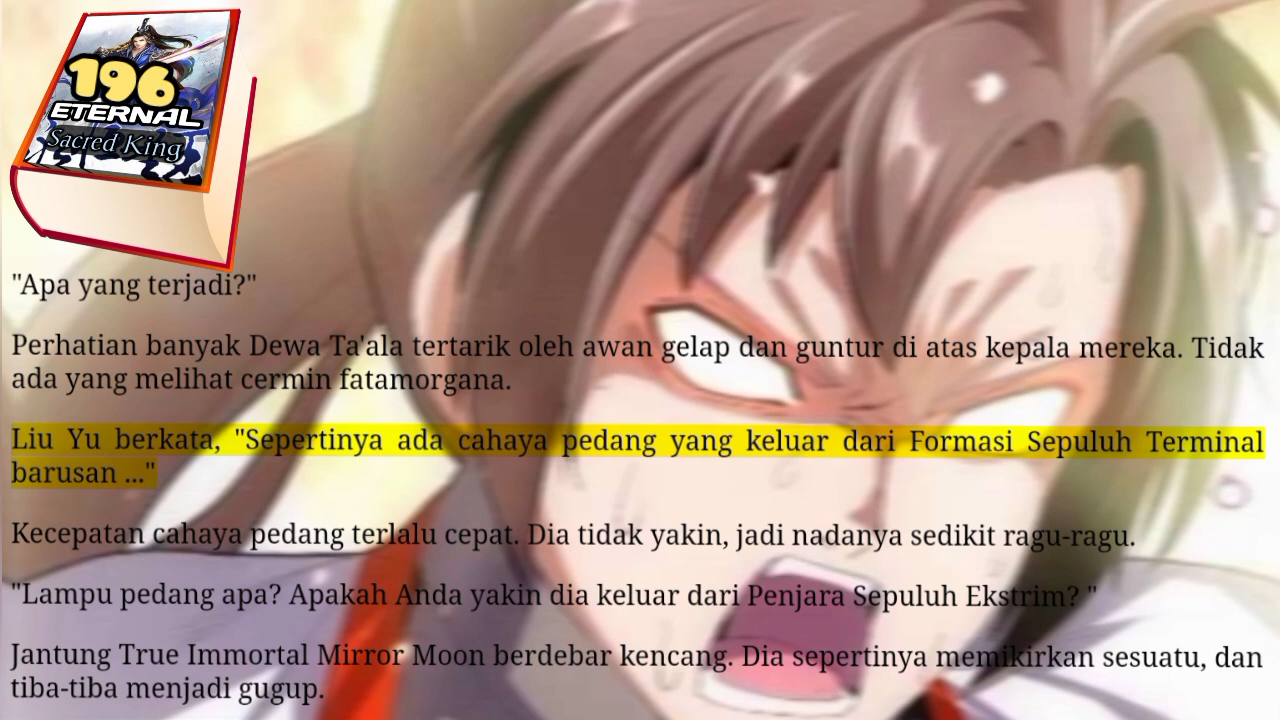 196
ETERNAL
Sacred King
"Apa yang terjadi?"
Perhatian banyak Dewa Ta'ala tertarik oleh awan gelap dan guntur di atas kepala mereka. Tidak
ada yang melihat cermin fatamorgana.
Liu Yu berkata, "Sepertinya ada cahaya pedang yang keluar dari Formasi Sepuluh Terminal
barusan ..."
Kecepatan cahaya pedang terlalu cepat. Dia tidak yakin, jadi nadanya sedikit ragu-ragu.
"Lampu pedang apa? Apakah Anda yakin dia keluar dari Penjara Sepuluh Ekstrim? "
Jantung True Immortal Mirror Moon berdebar kencang. Dia sepertinya memikirkan sesuatu, dan
tiba-tiba menjadi gugup.